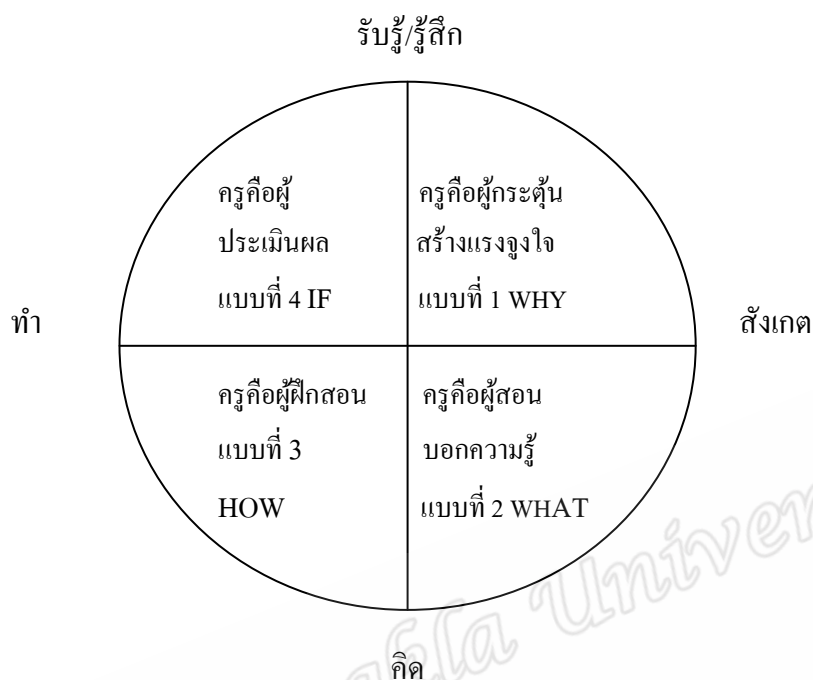 รับรู้/รู้สึก
ครูคือผู้
ประเมินผล
แบบที่ 4 IF
ครูคือผู้กระตุ้น
สร้างแรงจูงใจ
แบบที่ 1 WHY
ทำ
สังเกต
ครูคือผู้ฝึกสอน
แบบที่ 3
HOW
ครูคือผู้สอน
บอกความรู้
แบบที่ 2 WHAT
คิด